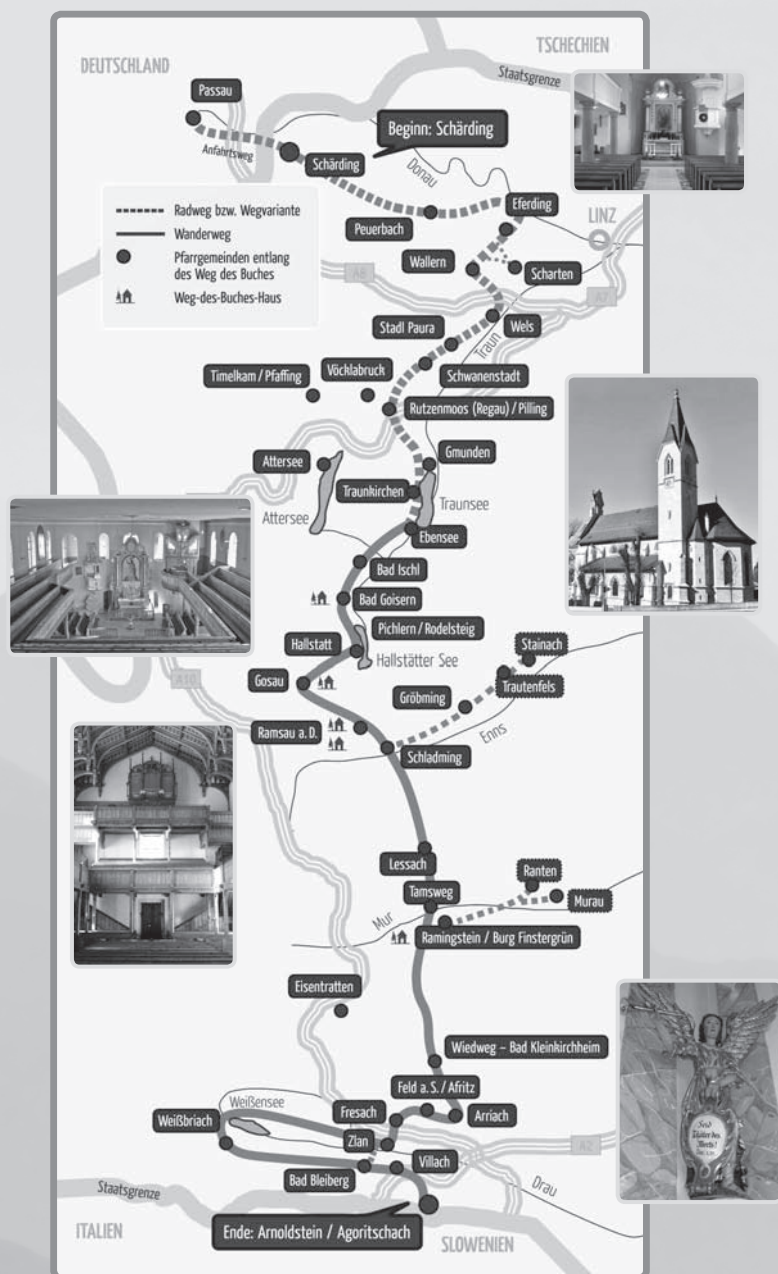 DEUTSCHLAND
TSCHECHIEN
Staatsgrenze
Passau
Anfahrtsweg
Beginn: Schärding
Schärding
Donau
Radweg bzw. Wegvariante
Wanderweg
Pfarrgemeinden entlang
des Weg des Buches
Weg-des-Buches-Haus
Peuerbach
Eferding
LINZ
Wallern
Scharten
A8
A7
Wels
Stadl Paura
Traun
Schwanenstadt
Timelkam / Pfaffing
Vöcklabruck
Rutzenmoos (Regau) / Pilling
Attersee
Gmunden
Traunkirchen
Traunsee
Attersee
Ebensee
Bad Ischl
Bad Goisern
Pichlern / Rodelsteig
Hallstatt
Hallstätter See
Stainach
Trautenfels
Gosau
A10
Gröbming
Enns
Ramsau a. D.
Schladming
Lessach
Tamsweg
Ranten
Murau
Mur
Ramingstein / Burg Finstergrün
Eisentratten
Wiedweg – Bad Kleinkirchheim
Feld a. S. / Afritz
Weißensee
Fresach
Arriach
Weißbriach
Zlan
A2
Villach
Bad Bleiberg
Drau
Staatsgrenze
ITALIEN
Ende: Arnoldstein / Agoritschach
SLOWENIEN
Seid
Täter des
Worts!